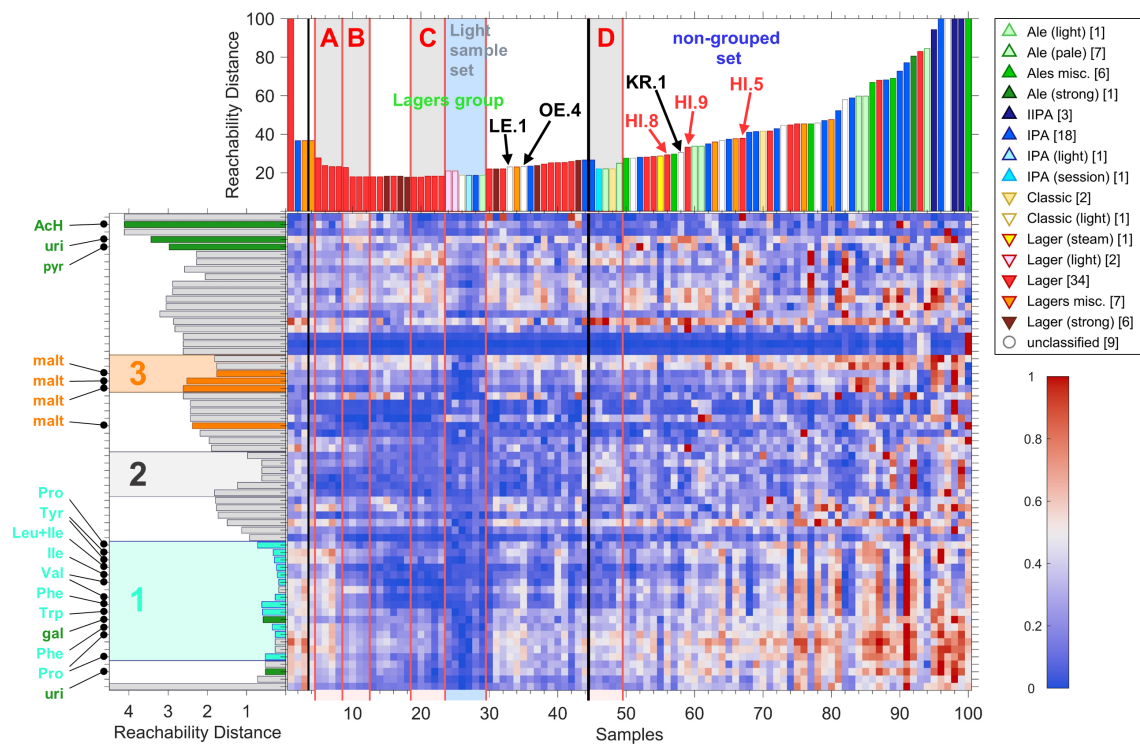 Reachability Distance
100
80
60
40
20
A
B
C
D
Light
sample
set
Lagers group
LE.1
OE.4
non-grouped
set
KR.1
HI.8
HI.9
HI.5
Ale (light) [1]
Ale (pale) [7]
Ales misc. [6]
Ale (strong) [1]
IIPA [3]
IPA [18]
IPA (light) [1]
IPA (session) [1]
Classic [2]
Classic (light) [1]
Lager (steam) [1]
Lager (light) [2]
Lager [34]
Lagers misc. [7]
Lager (strong) [6]
unclassified [9]
AcH
uri
pyr
malt
malt
malt
malt
Pro
Tyr
Leu+Ile
Ile
Val
Phe
Trp
gal
Phe
Pro
uri
3
2
1
4 3 2 1
Reachability Distance
10 20 30 40 50 60 70 80 90 100
Samples
1
0.8
0.6
0.4
0.2
0